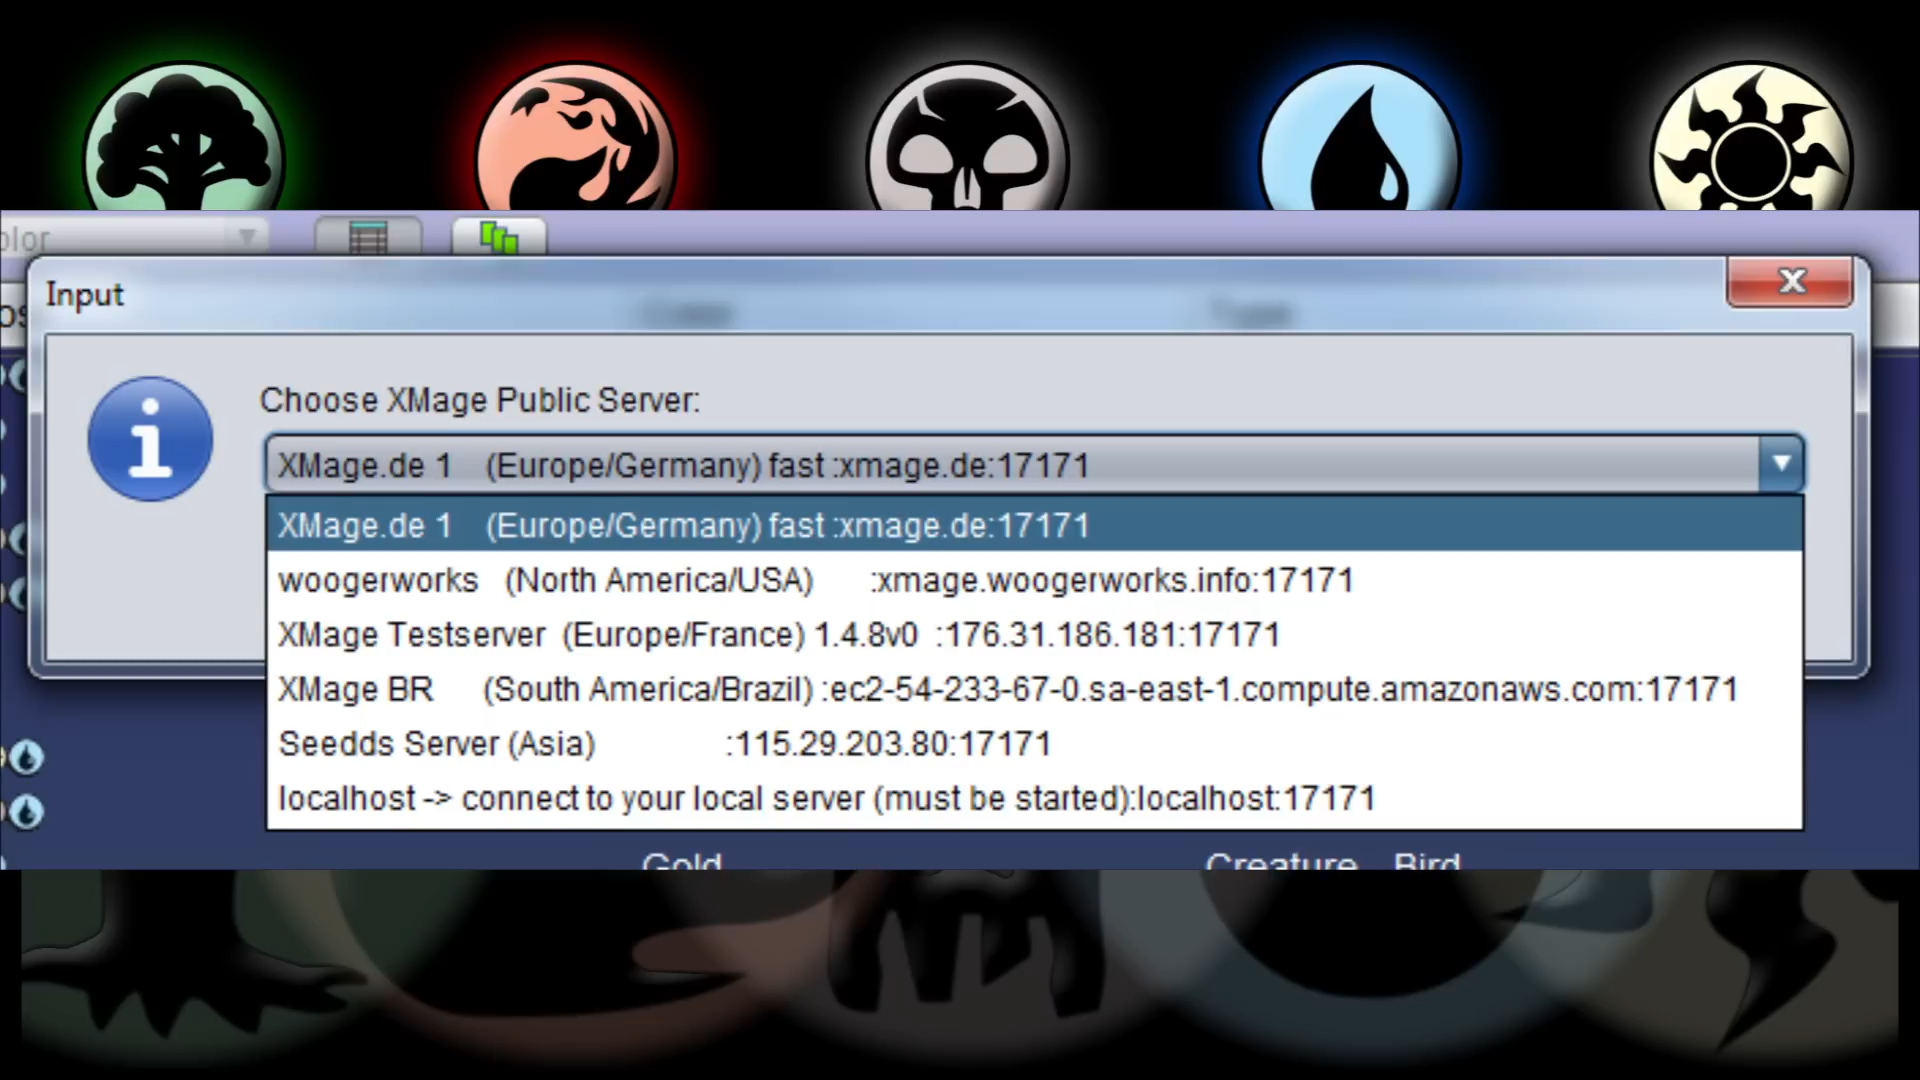 olor
Input
Choose XMage Public Server:
XMage.de 1 (Europe/Germany) fast :xmage.de:17171
XMage.de 1 (Europe/Germany) fast :xmage.de:17171
woogerworks (North America/USA) :xmage.woogerworks.info:17171
XMage Testserver (Europe/France) 1.4.8v0 :176.31.186.181:17171
XMage BR (South America/Brazil) :ec2-54-233-67-0.sa-east-1.compute.amazonaws.com:17171
Seedds Server (Asia) :115.29.203.80:17171
localhost -> connect to your local server (must be started):localhost:17171
Gold Creature Bird